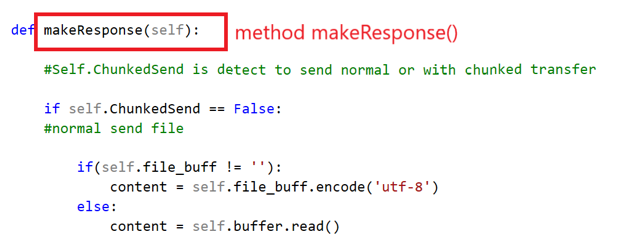 def makeResponse(self): method makeResponse()
#Self.ChunkedSend is detect to send normal or with chunked transfer
if self.ChunkedSend == False:
#normal send file
if(self.file_buff != ''):
content = self.file_buff.encode('utf-8')
else:
content = self.buffer.read()